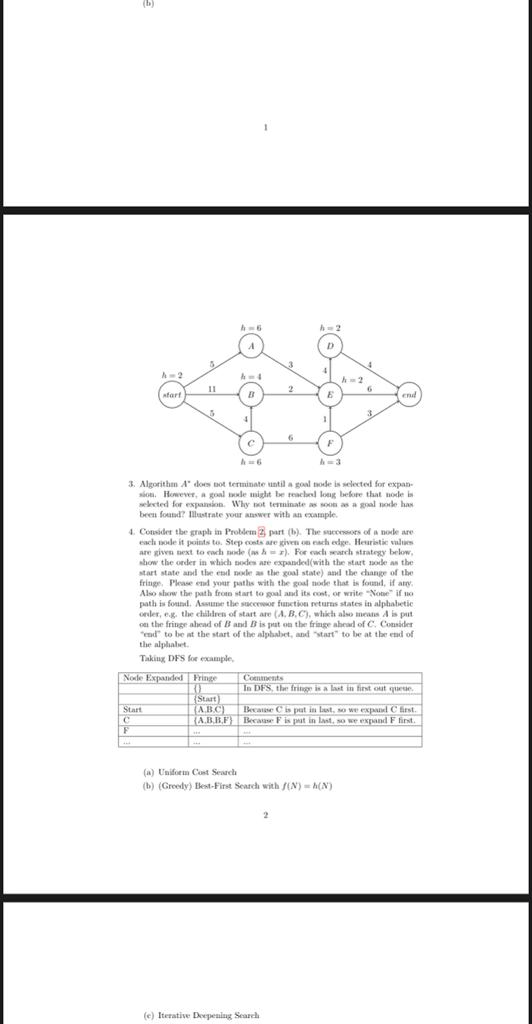 (b)
1
h = 6
h = 2
A
D
5
3
4
4
h = 2
h = 4
h = 2
start
11
B
2
E
6
end
5
4
1
3
C
6
F
h = 6
h = 3
3. Algorithm A* does not terminate until a goal node is selected for expan-
sion. However, a goal node might be reached long before that node is
selected for expansion. Why not terminate as soon as a goal node has
been found? Illustrate your answer with an example.
4. Consider the graph in Problem 2, part (b). The successors of a node are
each node it points to. Step costs are given on each edge. Heuristic values
are given next to each node (as h = x). For each search strategy below,
show the order in which nodes are expanded(with the start node as the
start state and the end node as the goal state) and the change of the
fringe. Please end your paths with the goal node that is found, if any.
Also show the path from start to goal and its cost, or write "None" if no
path is found. Assume the successor function returns states in alphabetic
order, e.g. the children of start are (A, B, C), which also means A is put
on the fringe ahead of B and B is put on the fringe ahead of C. Consider
"end" to be at the start of the alphabet, and "start" to be at the end of
the alphabet.
Taking DFS for example,
Node Expanded Fringe Comments
{} In DFS, the fringe is a last in first out queue.
{Start}
Start {A,B,C} Because C is put in last, so we expand C first.
C {A,B,B,F} Because F is put in last, so we expand F first.
F ... ...
... ... ...
(a) Uniform Cost Search
(b) (Greedy) Best-First Search with f(N) = h(N)
2
(c) Iterative Deepening Search